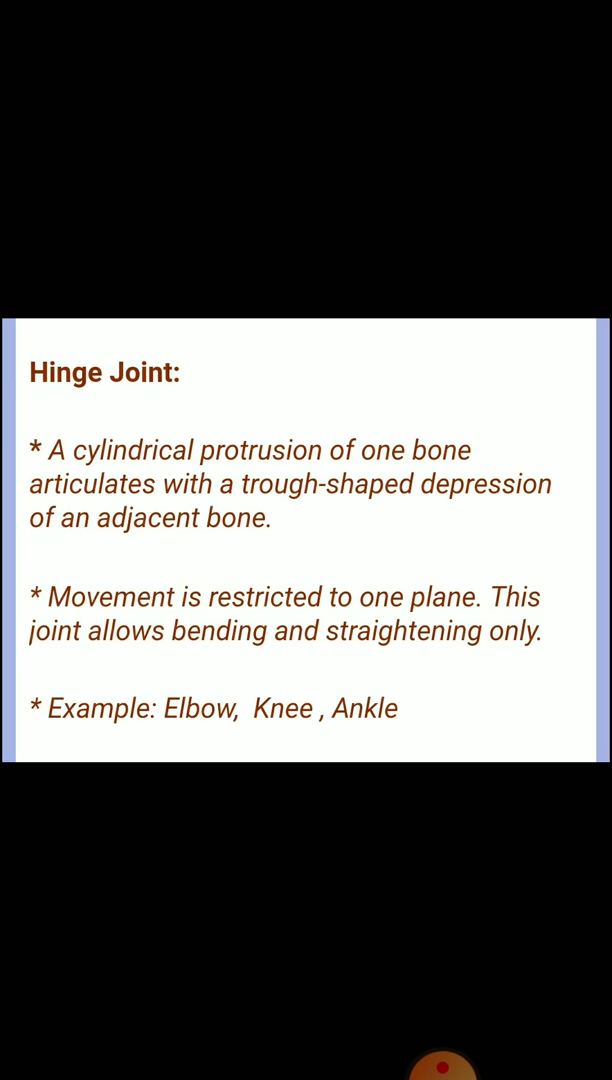 Hinge Joint:
* A cylindrical protrusion of one bone
articulates with a trough-shaped depression
of an adjacent bone.
* Movement is restricted to one plane. This
joint allows bending and straightening only.
* Example: Elbow,  Knee , Ankle